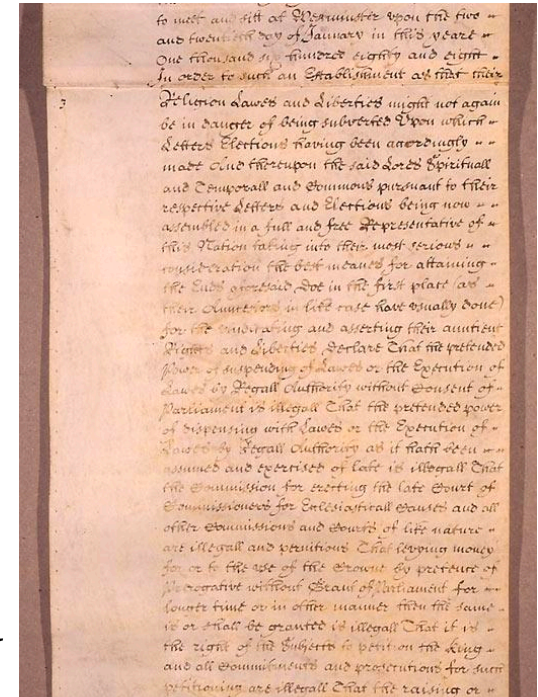 to meet and sitt at Westminster upon the two
and twentieth day of January in this yeare
One thousand six hundred eighty and eight
In order to such an Establishment as that their
3
Religion Lawes and Liberties might not again
be in danger of being subverted Upon which
Letters Elections having been accordingly
made And thereupon the said Lords Spirituall
and Temporall and Commons pursuant to their
respective Letters and Elections being now
assembled in a full and free Representative of
this Nation taking into their most serious
consideration the best meanes for attaining
the Ends aforesaid Doe in the first place (as
their Auncestors in like case have usually done)
for the vindicating and asserting their auntient
Rights and Liberties, Declare That the pretended
Power of suspending of Lawes or the Execution of
Lawes by Regall Authority without Consent of
Parliament is illegall That the pretended power
of dispensing with Lawes or the Execution of
Lawes by Regall Authority as it hath been
assumed and exercised of late is illegall That
the Commission for erecting the late Court of
Commissioners for Ecclesiasticall Causes and all
other Commissions and Courts of like nature
are illegall and pernitious That levying money
for or to the use of the Crowne by pretence of
Prerogative without Grant of Parliament for
longer time or in other manner then the same
is or shall be granted is illegall That it is
the right of the Subjects to petition the King
and all Commitments and prosecutions for such
petitioning are illegall That the raising or